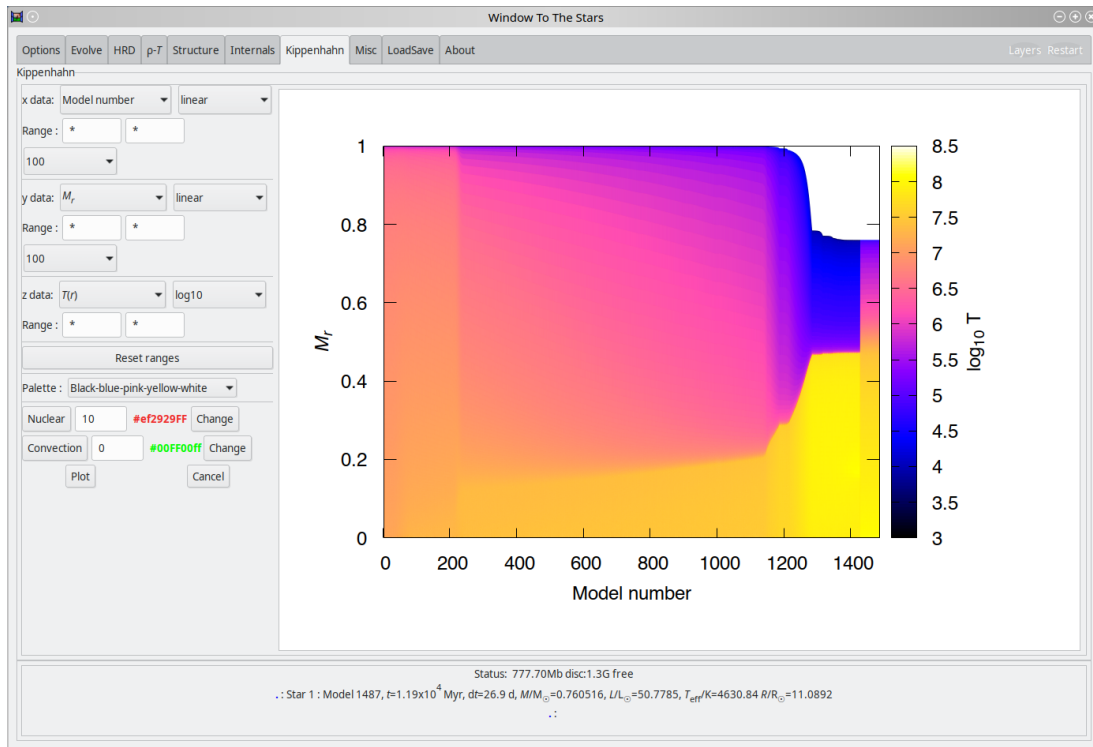 Window To The Stars
Options Evolve HRD ρ-T Structure Internals Kippenhahn Misc LoadSave About Layers Restart
Kippenhahn
x data: Model number linear
Range : * *
100
y data: Mr linear
Range : * *
100
z data: T(r) log10
Range : * *
Reset ranges
Palette : Black-blue-pink-yellow-white
Nuclear 10 #ef2929FF Change
Convection 0 #00FF00ff Change
Plot Cancel
1
0.8
0.6
0.4
0.2
0
Mr
0 200 400 600 800 1000 1200 1400
Model number
8.5
8
7.5
7
6.5
6
5.5
5
4.5
4
3.5
3
log10 T
Status: 777.70Mb disc:1.3G free
.: Star 1 : Model 1487, t=1.19x10^4 Myr, dt=26.9 d, M/M☉=0.760516, L/L☉=50.7785, Teff/K=4630.84 R/R☉=11.0892
.: